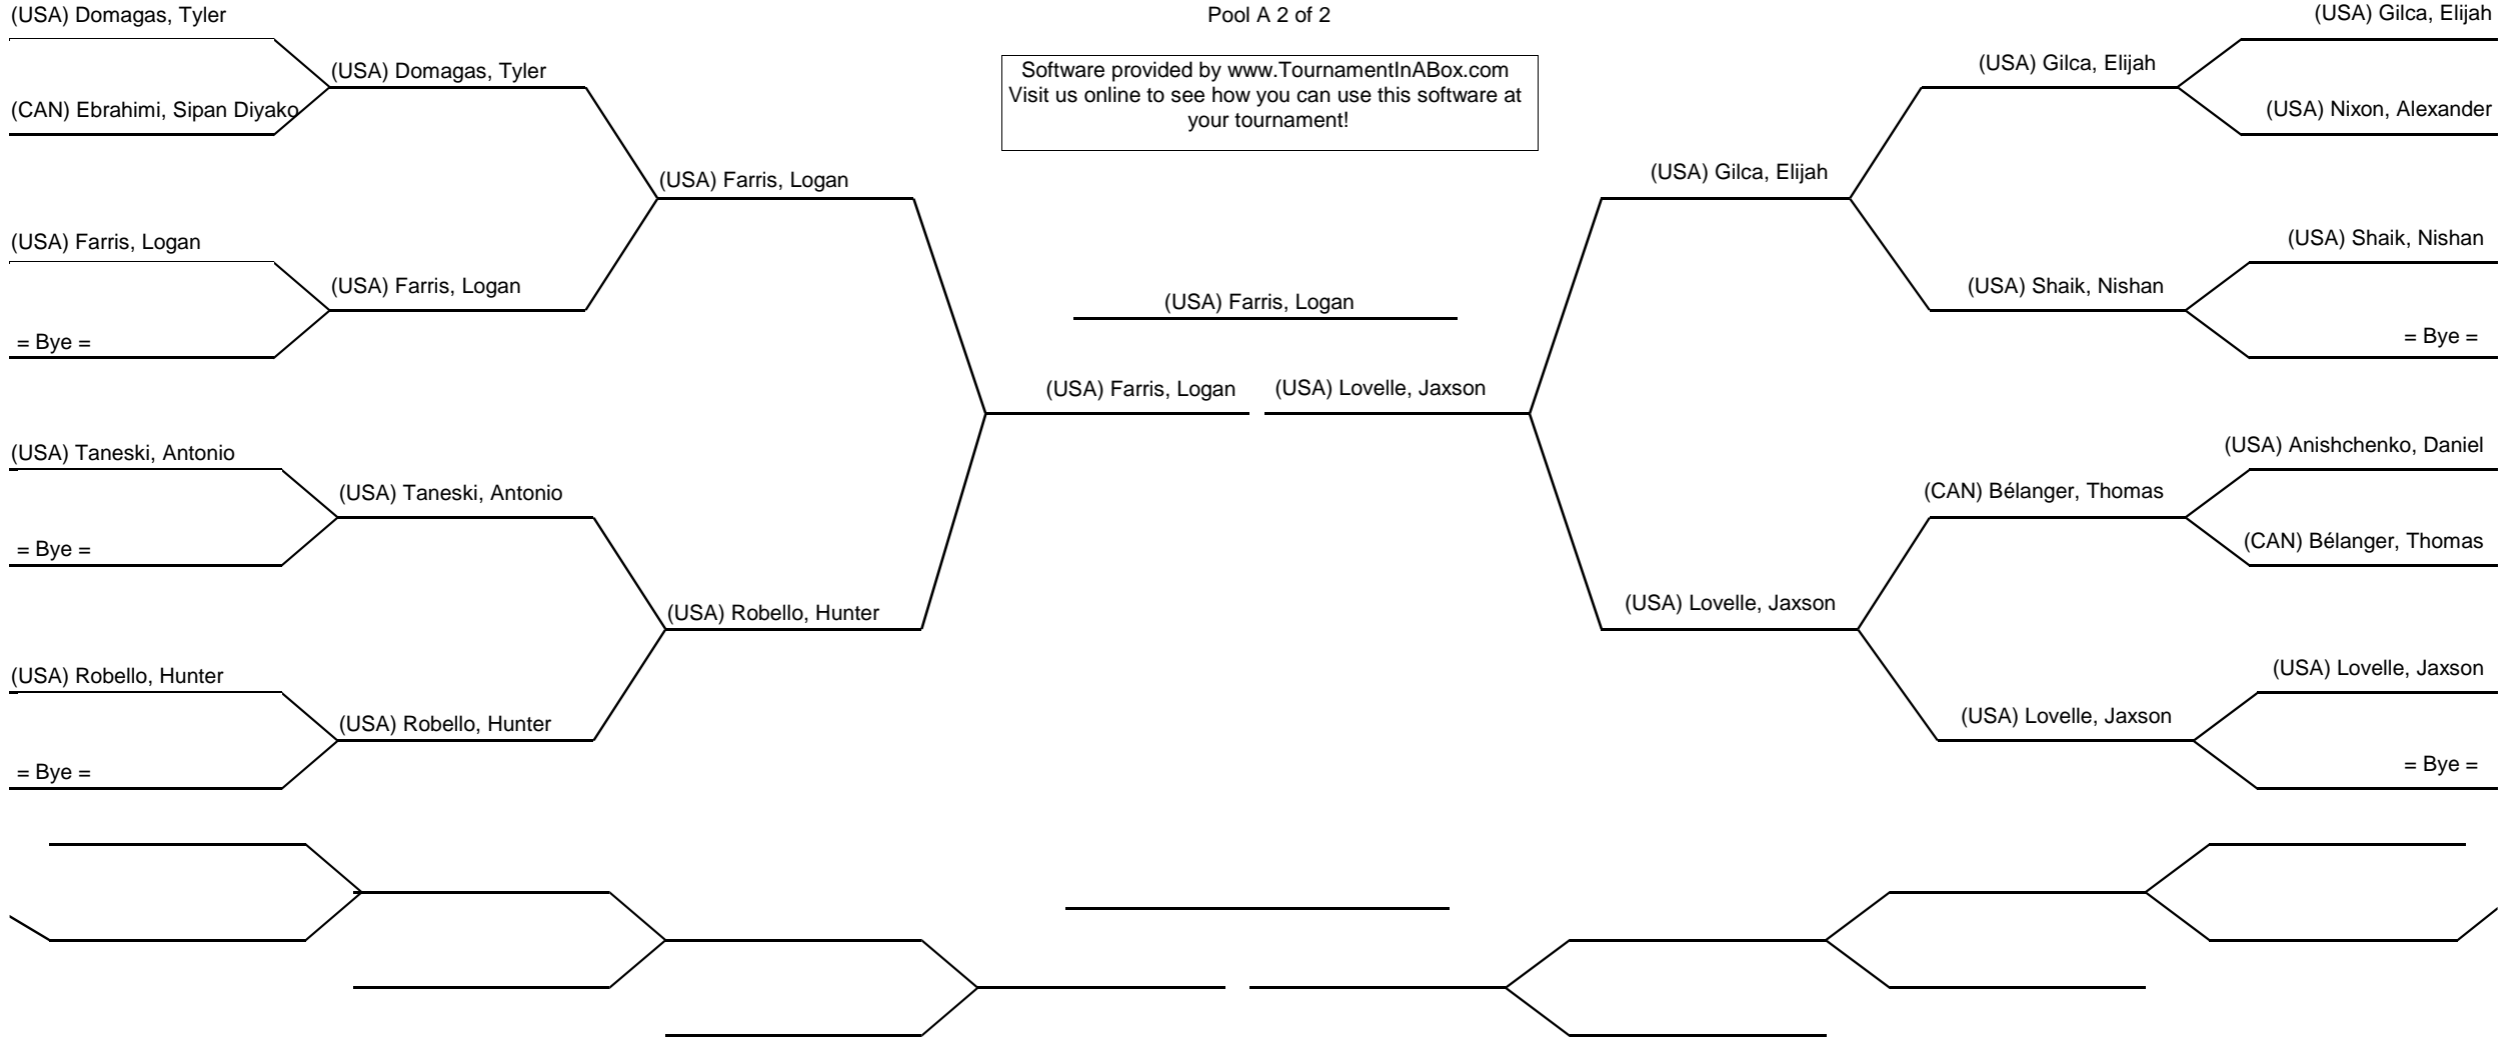 (USA) Domagas, Tyler
Pool A 2 of 2
(USA) Gilca, Elijah
(USA) Domagas, Tyler
Software provided by www.TournamentInABox.com
Visit us online to see how you can use this software at
your tournament!
(USA) Gilca, Elijah
(CAN) Ebrahimi, Sipan Diyako
(USA) Nixon, Alexander
(USA) Farris, Logan
(USA) Gilca, Elijah
(USA) Farris, Logan
(USA) Shaik, Nishan
(USA) Farris, Logan
(USA) Farris, Logan
(USA) Shaik, Nishan
= Bye =
= Bye =
(USA) Farris, Logan
(USA) Lovelle, Jaxson
(USA) Taneski, Antonio
(USA) Anishchenko, Daniel
(USA) Taneski, Antonio
(CAN) Bélanger, Thomas
= Bye =
(CAN) Bélanger, Thomas
(USA) Robello, Hunter
(USA) Lovelle, Jaxson
(USA) Robello, Hunter
(USA) Lovelle, Jaxson
(USA) Robello, Hunter
(USA) Lovelle, Jaxson
= Bye =
= Bye =